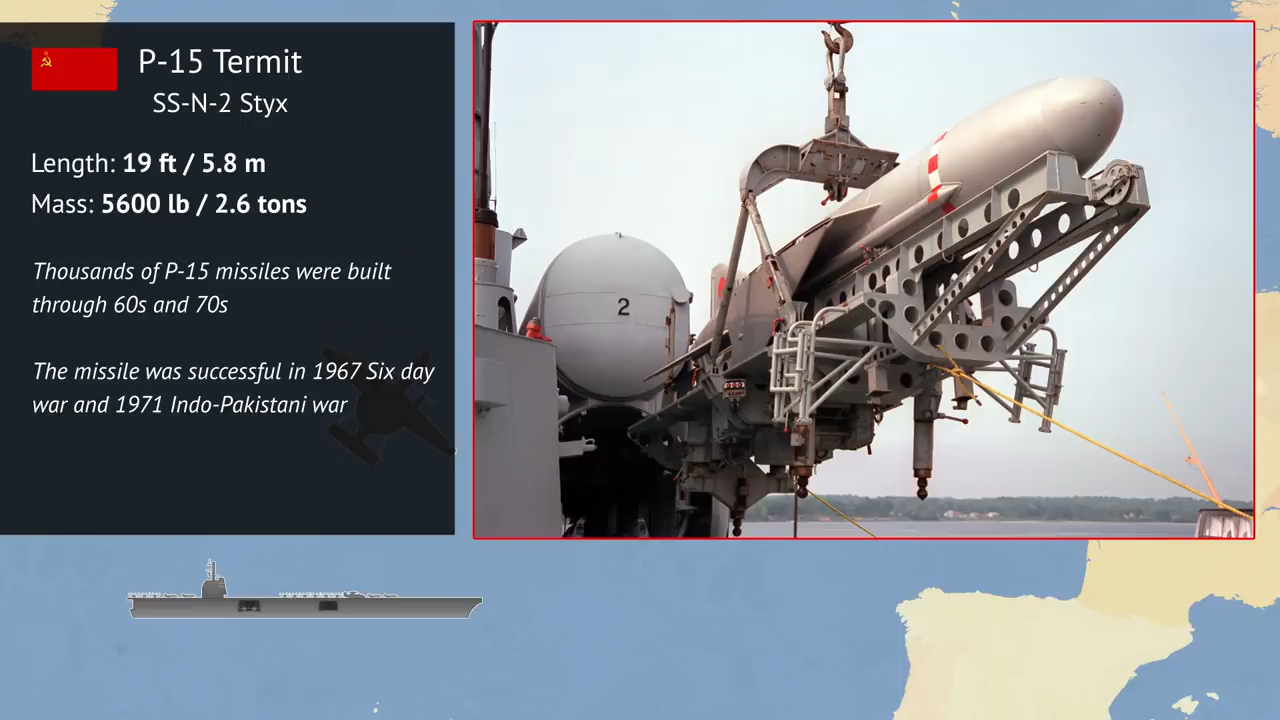 P-15 Termit
SS-N-2 Styx
Length: 19 ft / 5.8 m
Mass: 5600 lb / 2.6 tons
Thousands of P-15 missiles were built
through 60s and 70s
The missile was successful in 1967 Six day
war and 1971 Indo-Pakistani war
2